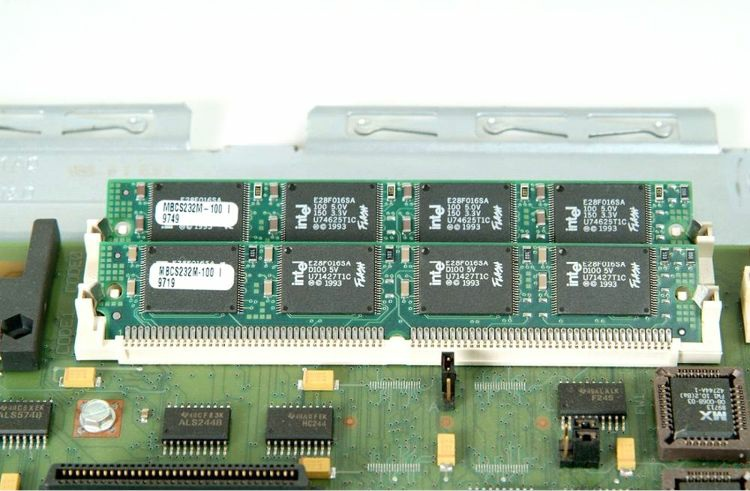 MBCS232M-100 I
9749
intel
E28F016SA
100 5.0V
150 3.3V
U74625T1C
©©1993
FLASH
intel
E28F016SA
100 5.0V
150 3.3V
U74625T1C
©©1993
FLASH
intel
E28F016SA
100 5.0V
150 3.3V
U74625T1C
©©1993
FLASH
MBCS232M-100 I
9719
intel
E28F016SA
D100 5V
U71427T1C
©©1993
FLASH
intel
E28F016SA
D100 5V
U71427T1C
©©1993
FLASH
intel
E28F016SA
D100 5V
U71427T1C
©©1993
FLASH
ALS574B
ALS244B
HC244
F245
MX